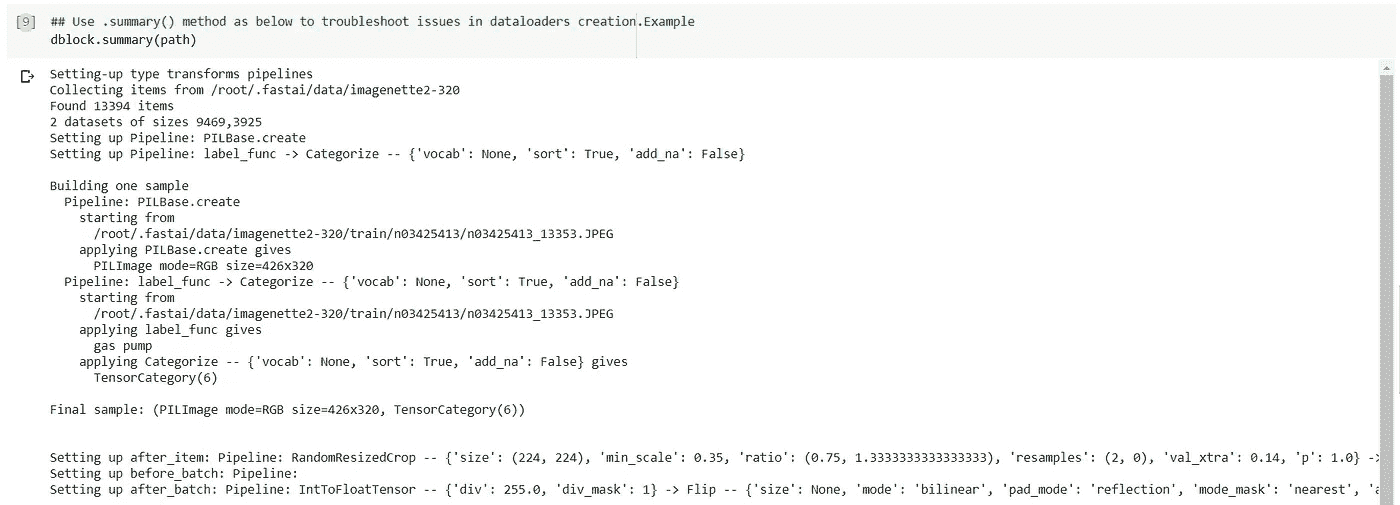 [9] ## Use .summary() method as below to troubleshoot issues in dataloaders creation.Example
dblock.summary(path)
Setting-up type transforms pipelines
Collecting items from /root/.fastai/data/imagenette2-320
Found 13394 items
2 datasets of sizes 9469,3925
Setting up Pipeline: PILBase.create
Setting up Pipeline: label_func -> Categorize -- {'vocab': None, 'sort': True, 'add_na': False}
Building one sample
Pipeline: PILBase.create
starting from
/root/.fastai/data/imagenette2-320/train/n03425413/n03425413_13353.JPEG
applying PILBase.create gives
PILImage mode=RGB size=426x320
Pipeline: label_func -> Categorize -- {'vocab': None, 'sort': True, 'add_na': False}
starting from
/root/.fastai/data/imagenette2-320/train/n03425413/n03425413_13353.JPEG
applying label_func gives
gas pump
applying Categorize -- {'vocab': None, 'sort': True, 'add_na': False} gives
TensorCategory(6)
Final sample: (PILImage mode=RGB size=426x320, TensorCategory(6))
Setting up after_item: Pipeline: RandomResizedCrop -- {'size': (224, 224), 'min_scale': 0.35, 'ratio': (0.75, 1.3333333333333333), 'resamples': (2, 0), 'val_xtra': 0.14, 'p': 1.0} ->
Setting up before_batch: Pipeline:
Setting up after_batch: Pipeline: IntToFloatTensor -- {'div': 255.0, 'div_mask': 1} -> Flip -- {'size': None, 'mode': 'bilinear', 'pad_mode': 'reflection', 'mode_mask': 'nearest',